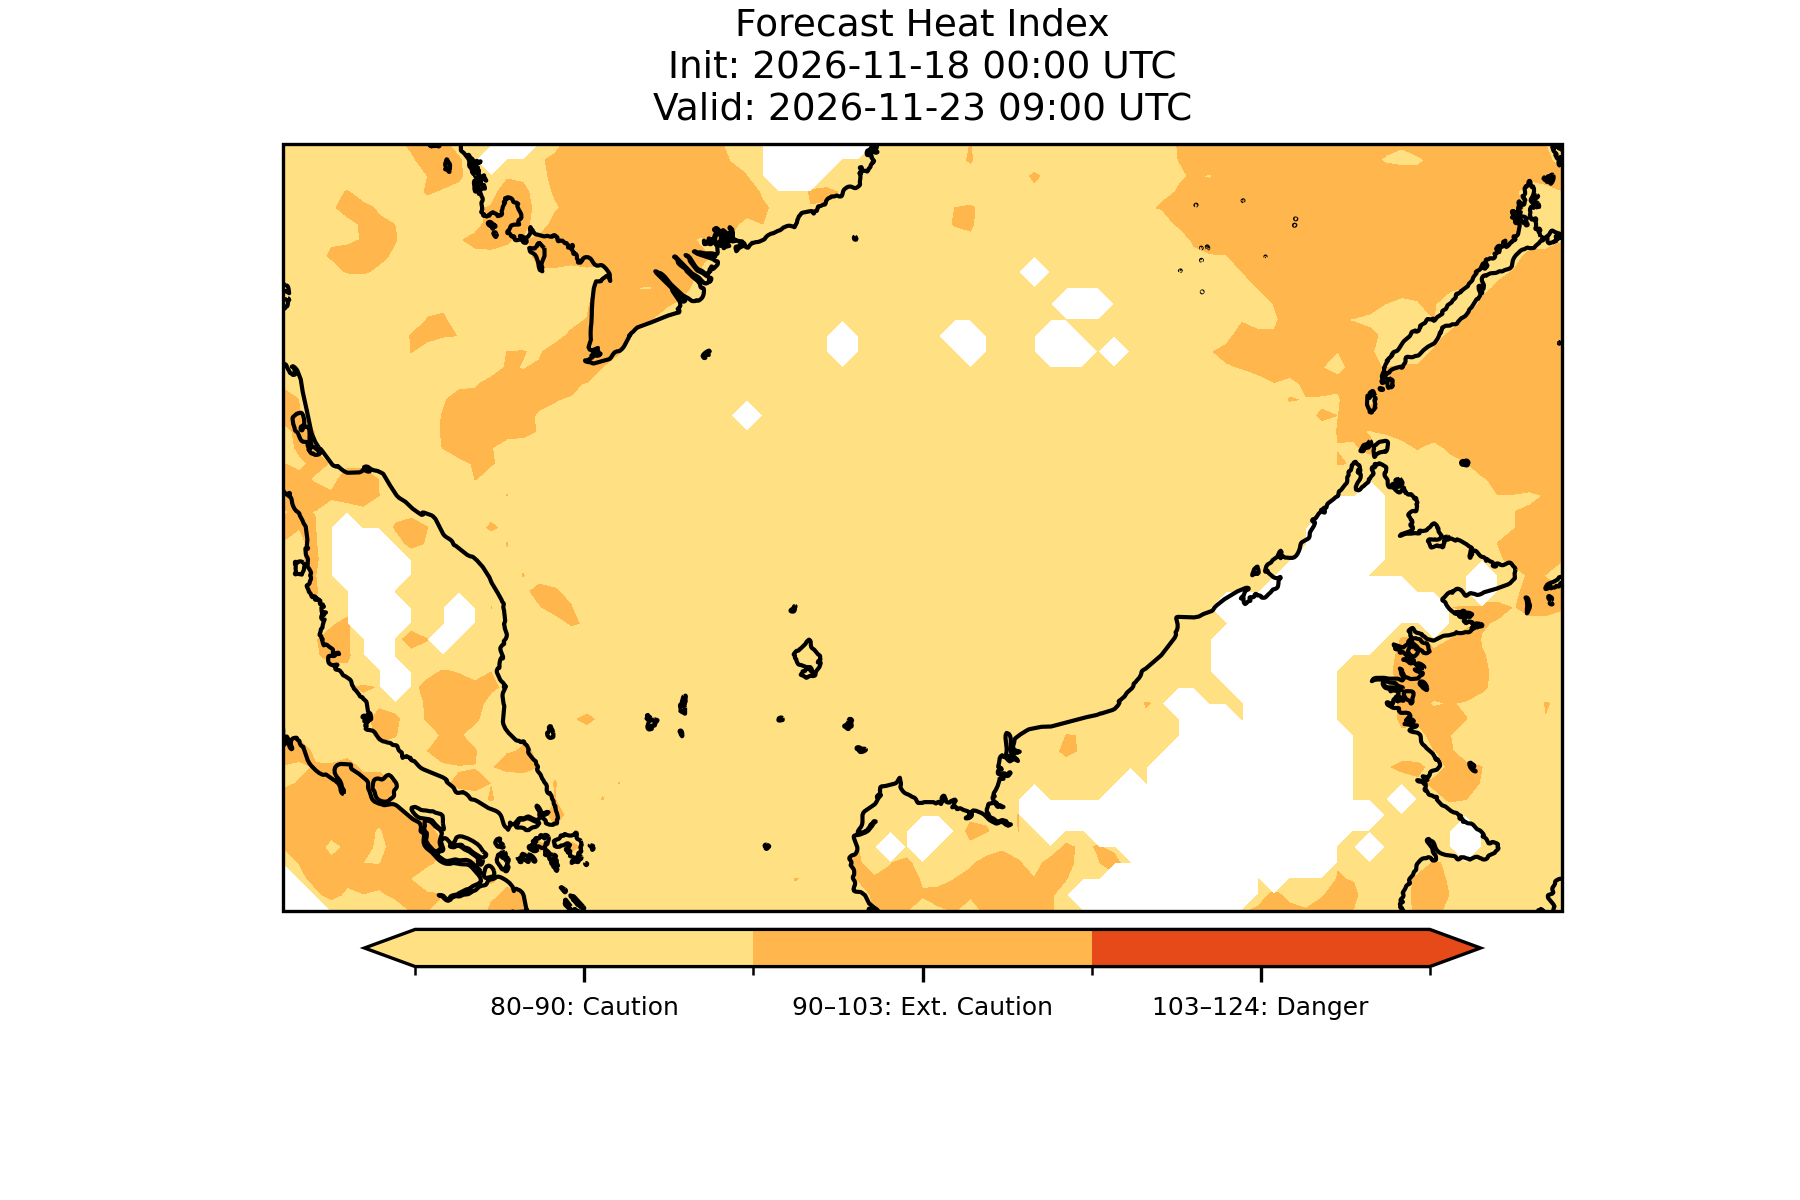 Forecast Heat Index
Init: 2026-11-18 00:00 UTC
Valid: 2026-11-23 09:00 UTC
80–90: Caution
90–103: Ext. Caution
103–124: Danger